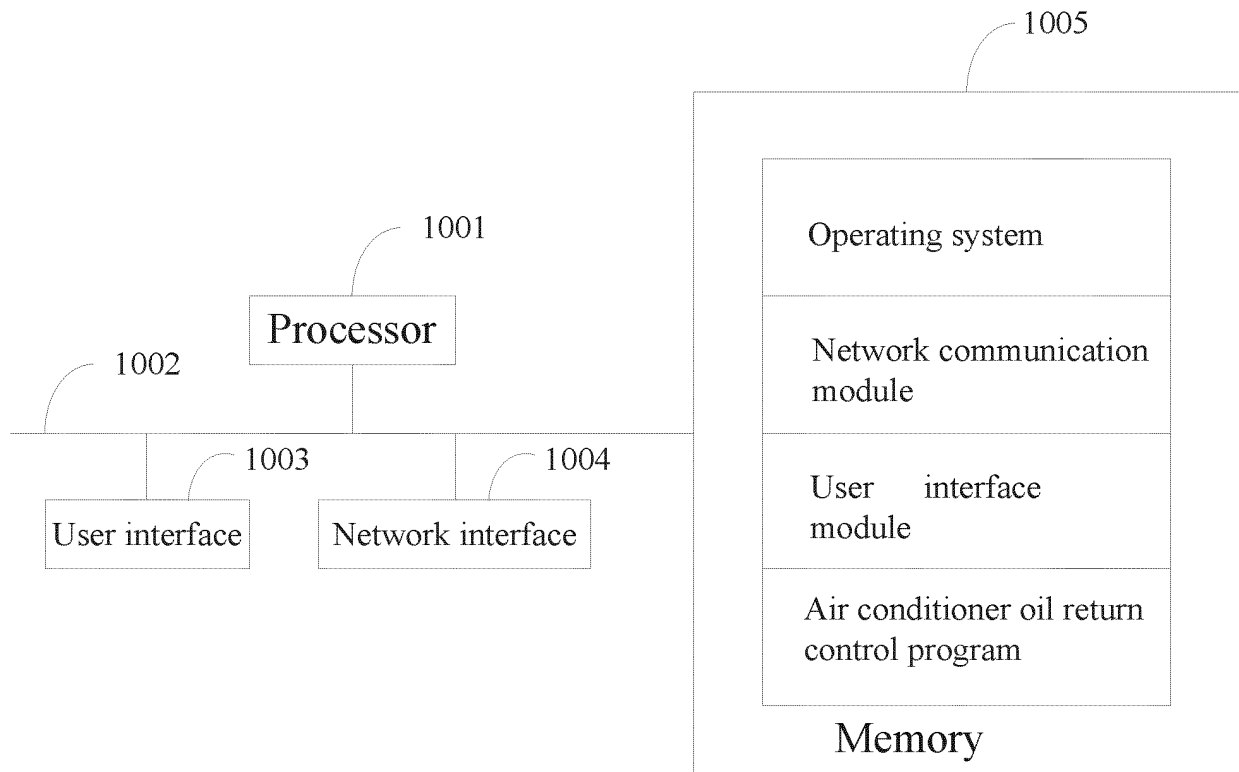 1005
Operating system
1001
Processor
Network communication
module
1002
1003
1004
User interface
module
User interface
Network interface
Air conditioner oil return
control program
Memory